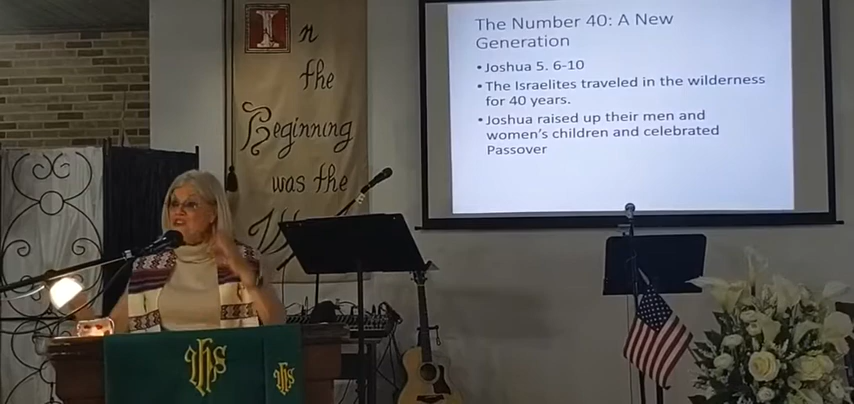 In
the
Beginning
was the
The Number 40: A New
Generation
• Joshua 5. 6-10
• The Israelites traveled in the wilderness
for 40 years.
• Joshua raised up their men and
women's children and celebrated
Passover
IHS
IHS